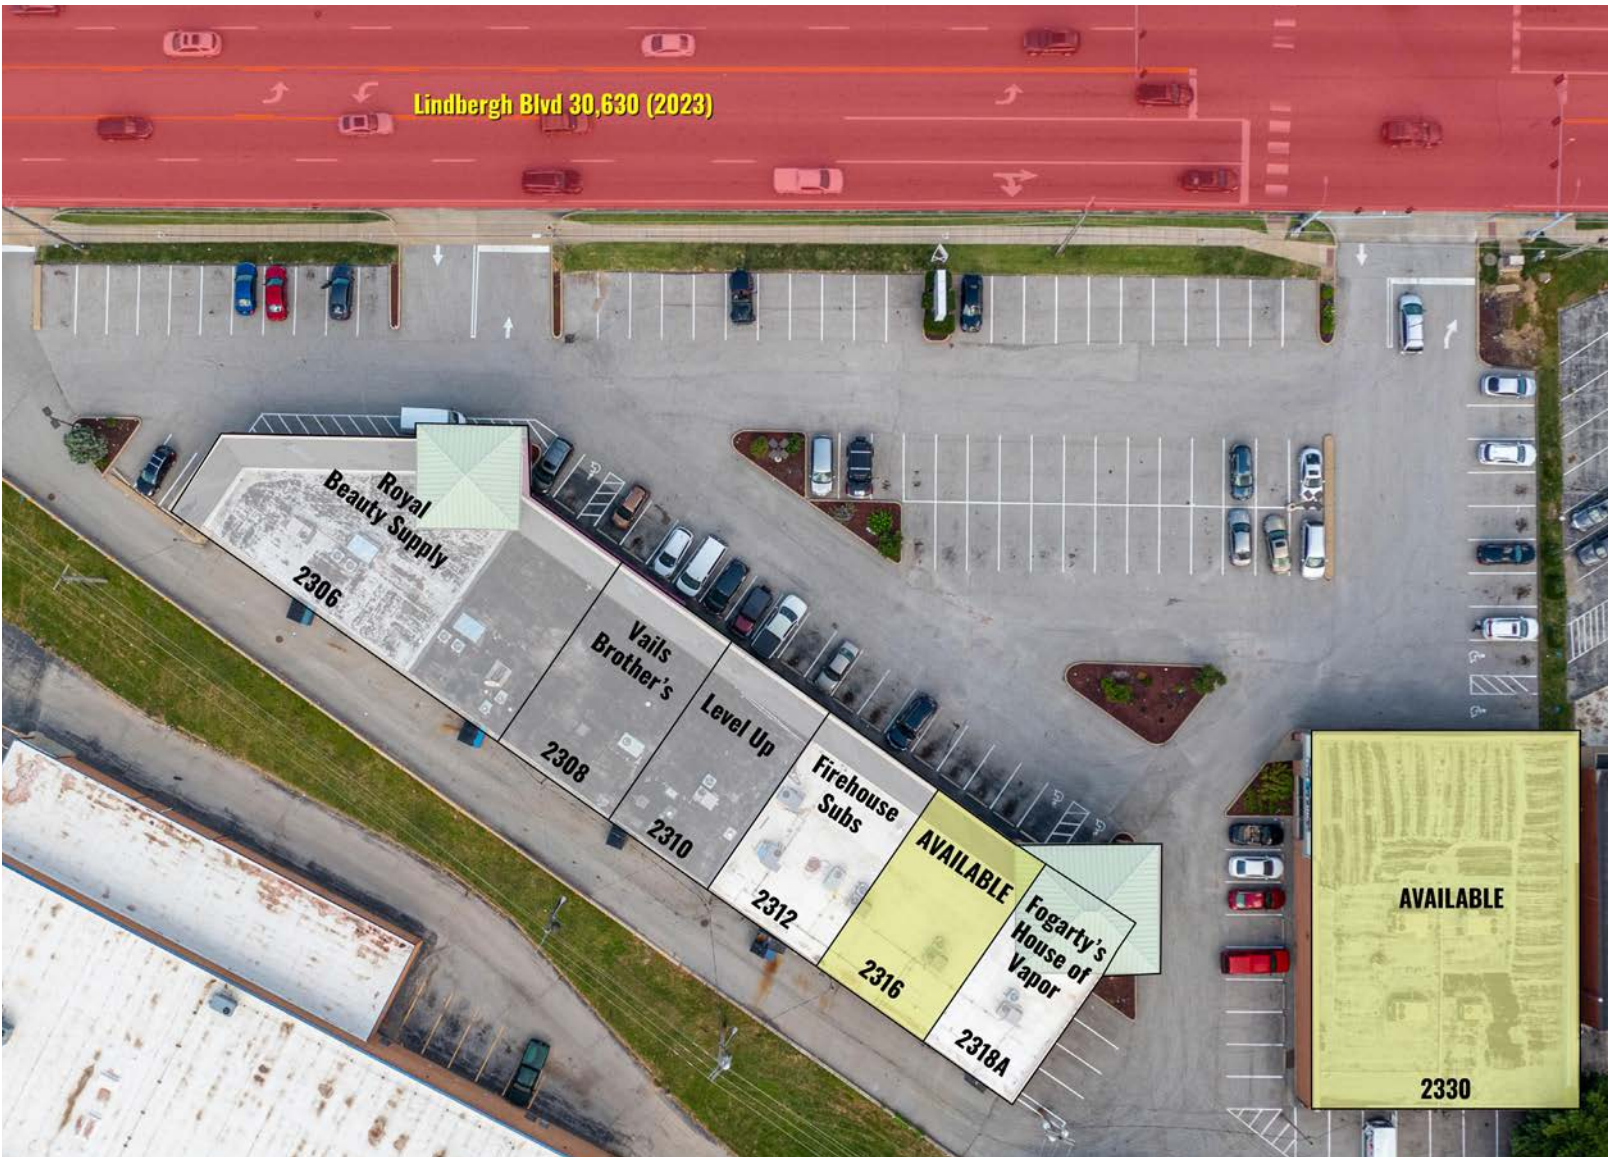 Lindbergh Blvd 30,630 (2023)
Royal
Beauty Supply
2306
Vails
Brother's
2308
Level Up
2310
Firehouse
Subs
2312
AVAILABLE
2316
Fogarty's
House of
Vapor
2318A
AVAILABLE
2330